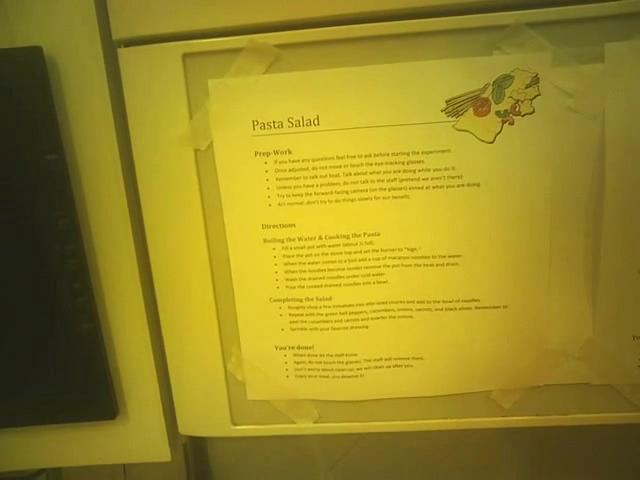 Pasta Salad
Prep-Work
If you have any questions feel free to ask before starting the experiment.
Once adjusted, do not move or touch the eye-tracking glasses.
Remember to talk out loud. Talk about what you are doing while you do it.
Unless you have a problem, do not talk to the staff (pretend we aren't there)
Try to keep the forward-facing camera (on the glasses) aimed at what you are doing.
Act normal, don't try to do things slowly for our benefit.
Directions
Boiling the Water & Cooking the Pasta
Fill a small pot with water (about ½ full).
Place the pot on the stove top and set the burner to "high."
When the water comes to a boil add a cup of macaroni noodles to the water.
When the noodles become tender remove the pot from the heat and drain.
Wash the drained noodles under cold water.
Pour the cooled drained noodles into a bowl.
Completing the Salad
Roughly chop a few tomatoes into bite-sized chunks and add to the bowl of noodles.
Repeat with the green bell peppers, cucumbers, onions, carrots, and black olives. Remember to
peel the cucumbers and carrots and quarter the onions.
Sprinkle with your favorite dressing
You're done!
When done let the staff know.
Again, do not touch the glasses. The staff will remove them.
Don't worry about clean-up, we will clean up after you.
Enjoy your meal, you deserve it!